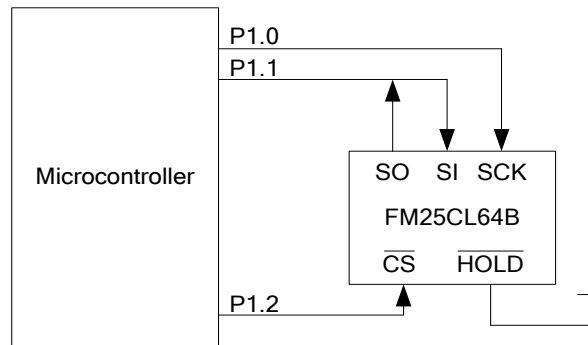 P1.0
P1.1
Microcontroller
SO SI SCK
FM25CL64B
CS HOLD
P1.2